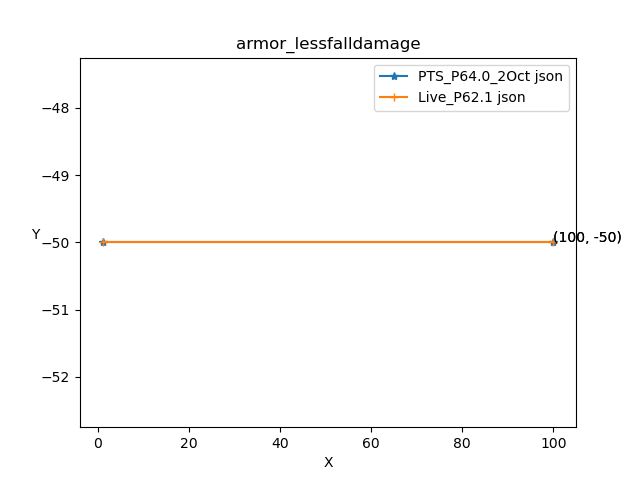 armor_lessfalldamage
PTS_P64.0_2Oct json
Live_P62.1 json
−48
−49
−50
−51
−52
Y
(100, -50)
0
20
40
60
80
100
X